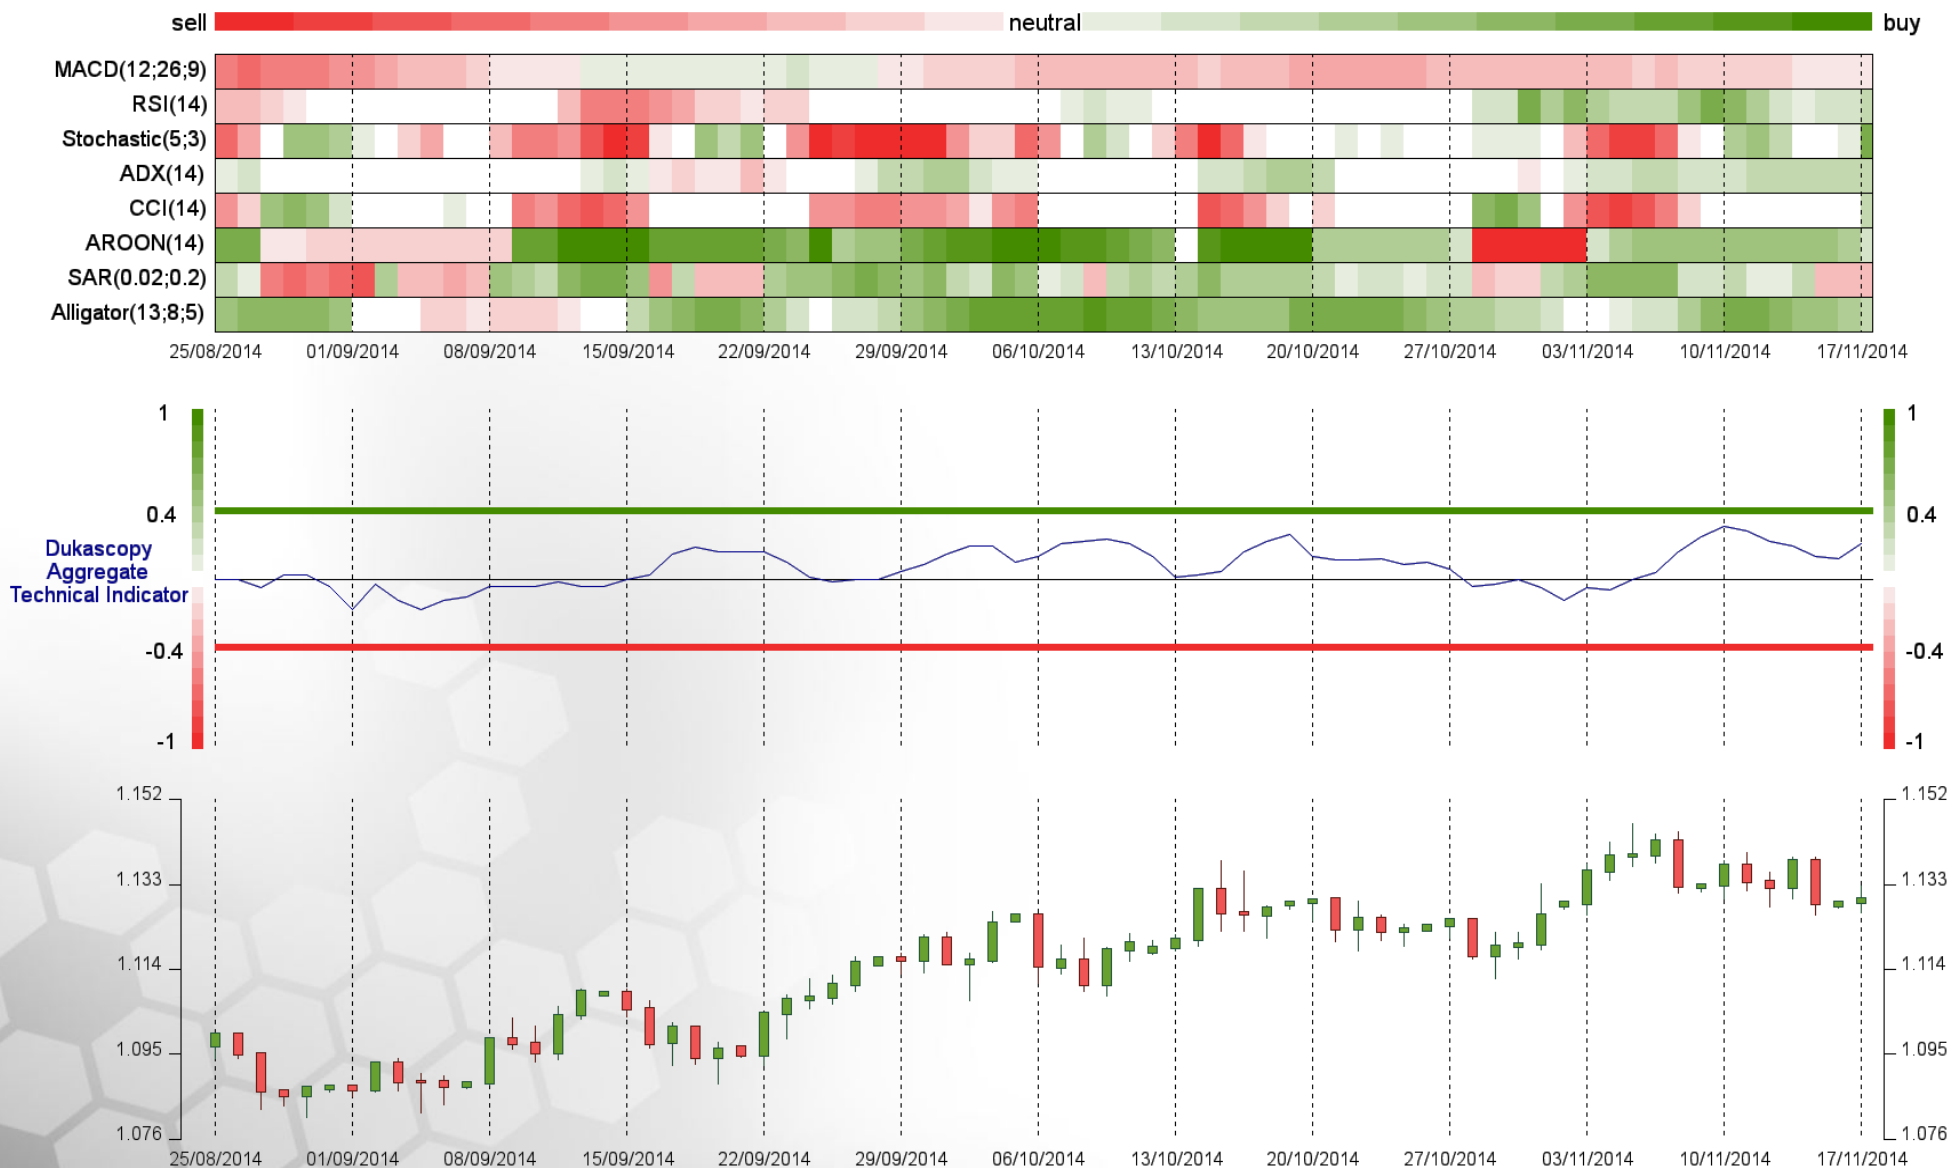 sell neutral buy
MACD(12;26;9)
RSI(14)
Stochastic(5;3)
ADX(14)
CCI(14)
AROON(14)
SAR(0.02;0.2)
Alligator(13;8;5)
25/08/2014 01/09/2014 08/09/2014 15/09/2014 22/09/2014 29/09/2014 06/10/2014 13/10/2014 20/10/2014 27/10/2014 03/11/2014 10/11/2014 17/11/2014
1 1
0.4 0.4
Dukascopy
Aggregate
Technical Indicator
-0.4 -0.4
-1 -1
1.152 1.152
1.133 1.133
1.114 1.114
1.095 1.095
1.076 1.076
25/08/2014 01/09/2014 08/09/2014 15/09/2014 22/09/2014 29/09/2014 06/10/2014 13/10/2014 20/10/2014 27/10/2014 03/11/2014 10/11/2014 17/11/2014